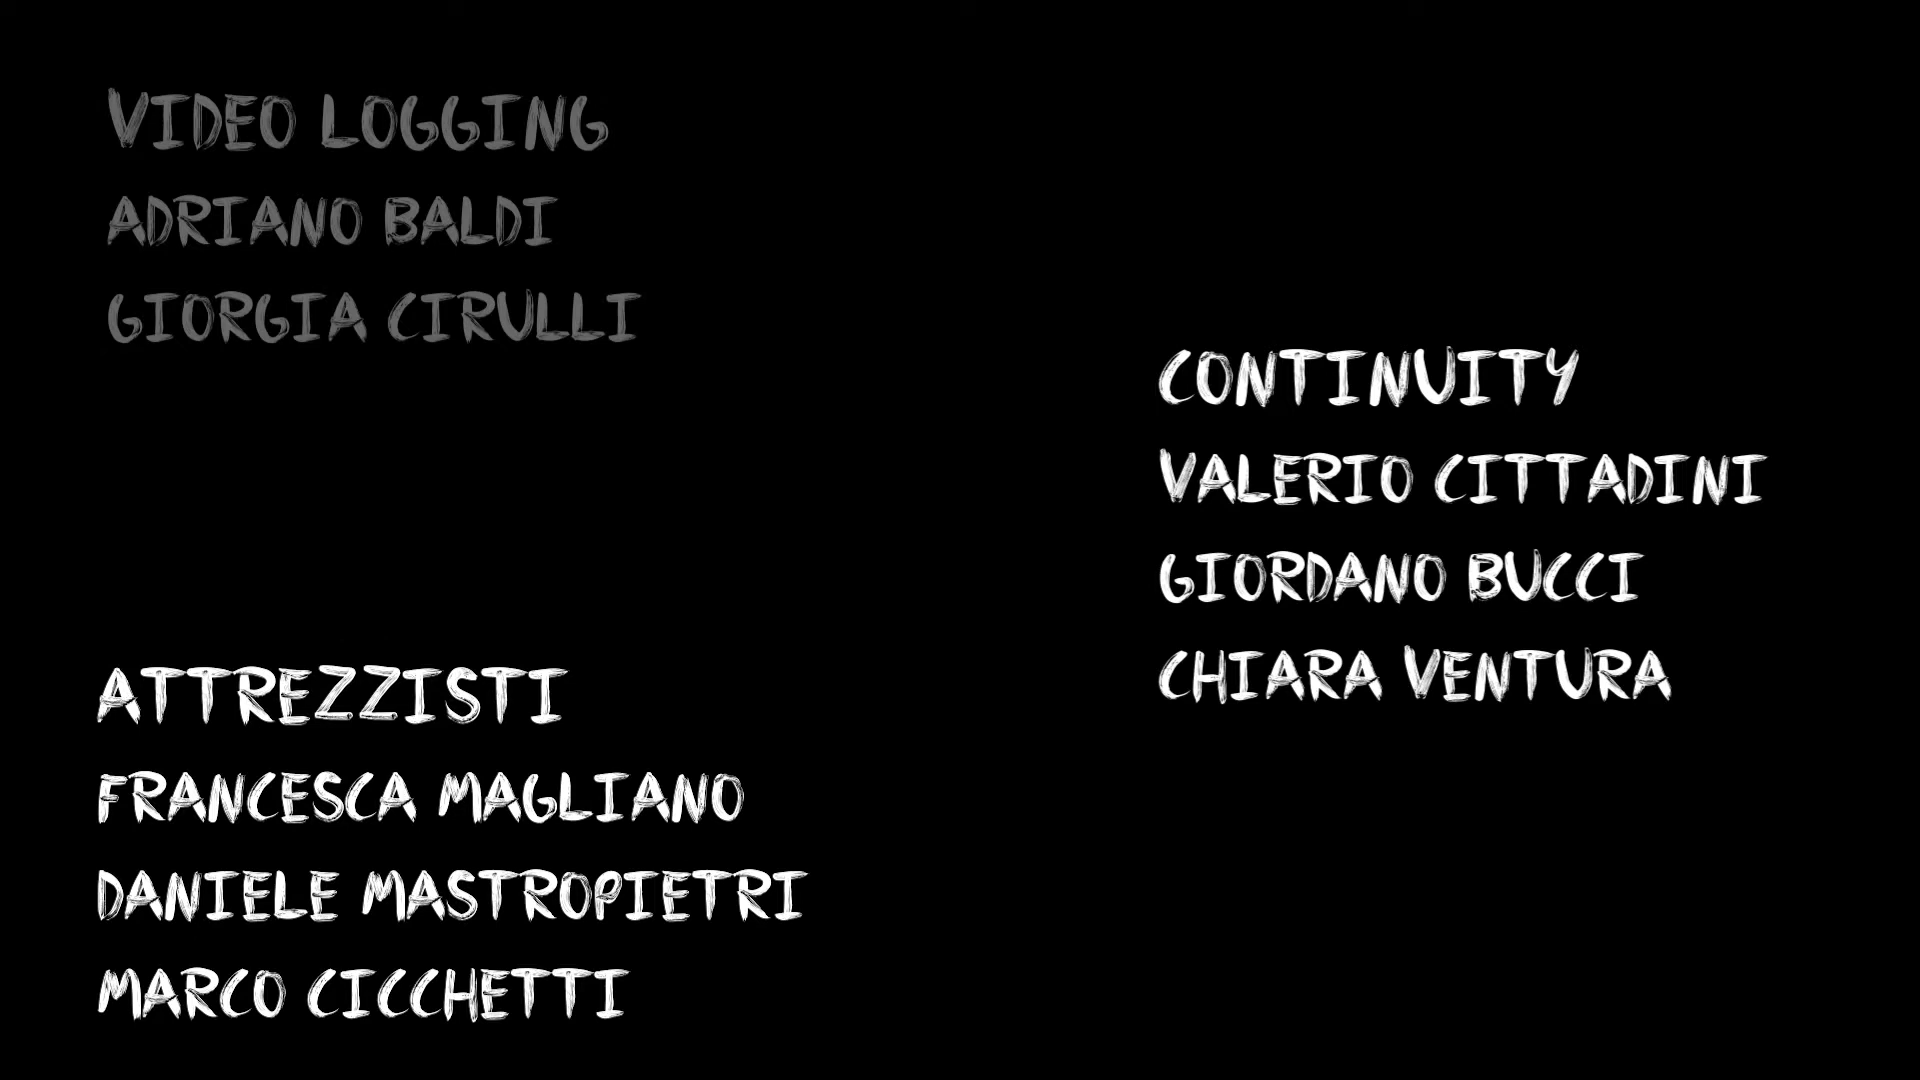 VIDEO LOGGING
ADRIANO BALDI
GIORGIA CIRULLI
CONTINUITY
VALERIO CITTADINI
GIORDANO BUCCI
CHIARA VENTURA
ATTREZZISTI
FRANCESCA MAGLIANO
DANIELE MASTROPIETRI
MARCO CICCHETTI